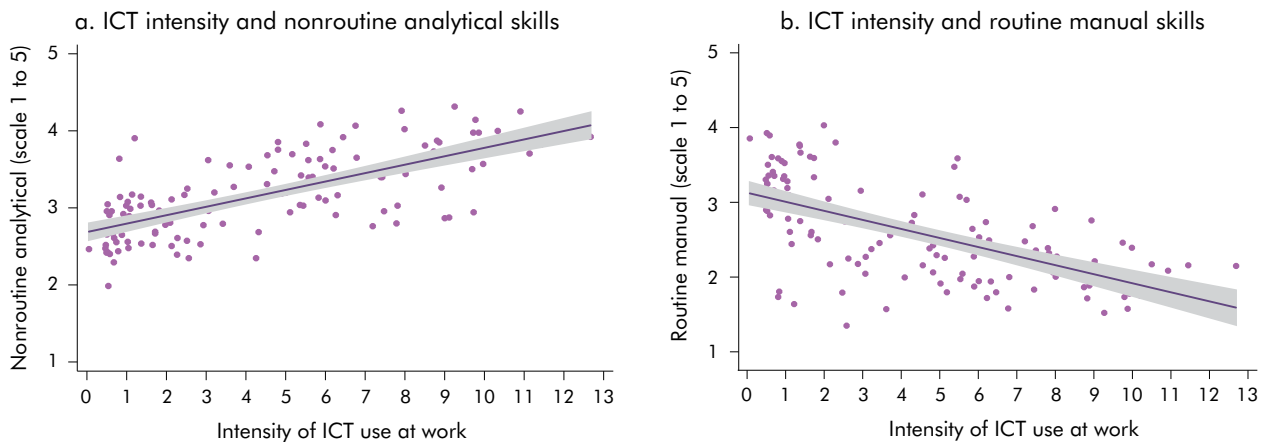 a. ICT intensity and nonroutine analytical skills
Nonroutine analytical (scale 1 to 5)
5
4
3
2
1
0 1 2 3 4 5 6 7 8 9 10 11 12 13
Intensity of ICT use at work
b. ICT intensity and routine manual skills
Routine manual (scale 1 to 5)
5
4
3
2
1
0 1 2 3 4 5 6 7 8 9 10 11 12 13
Intensity of ICT use at work